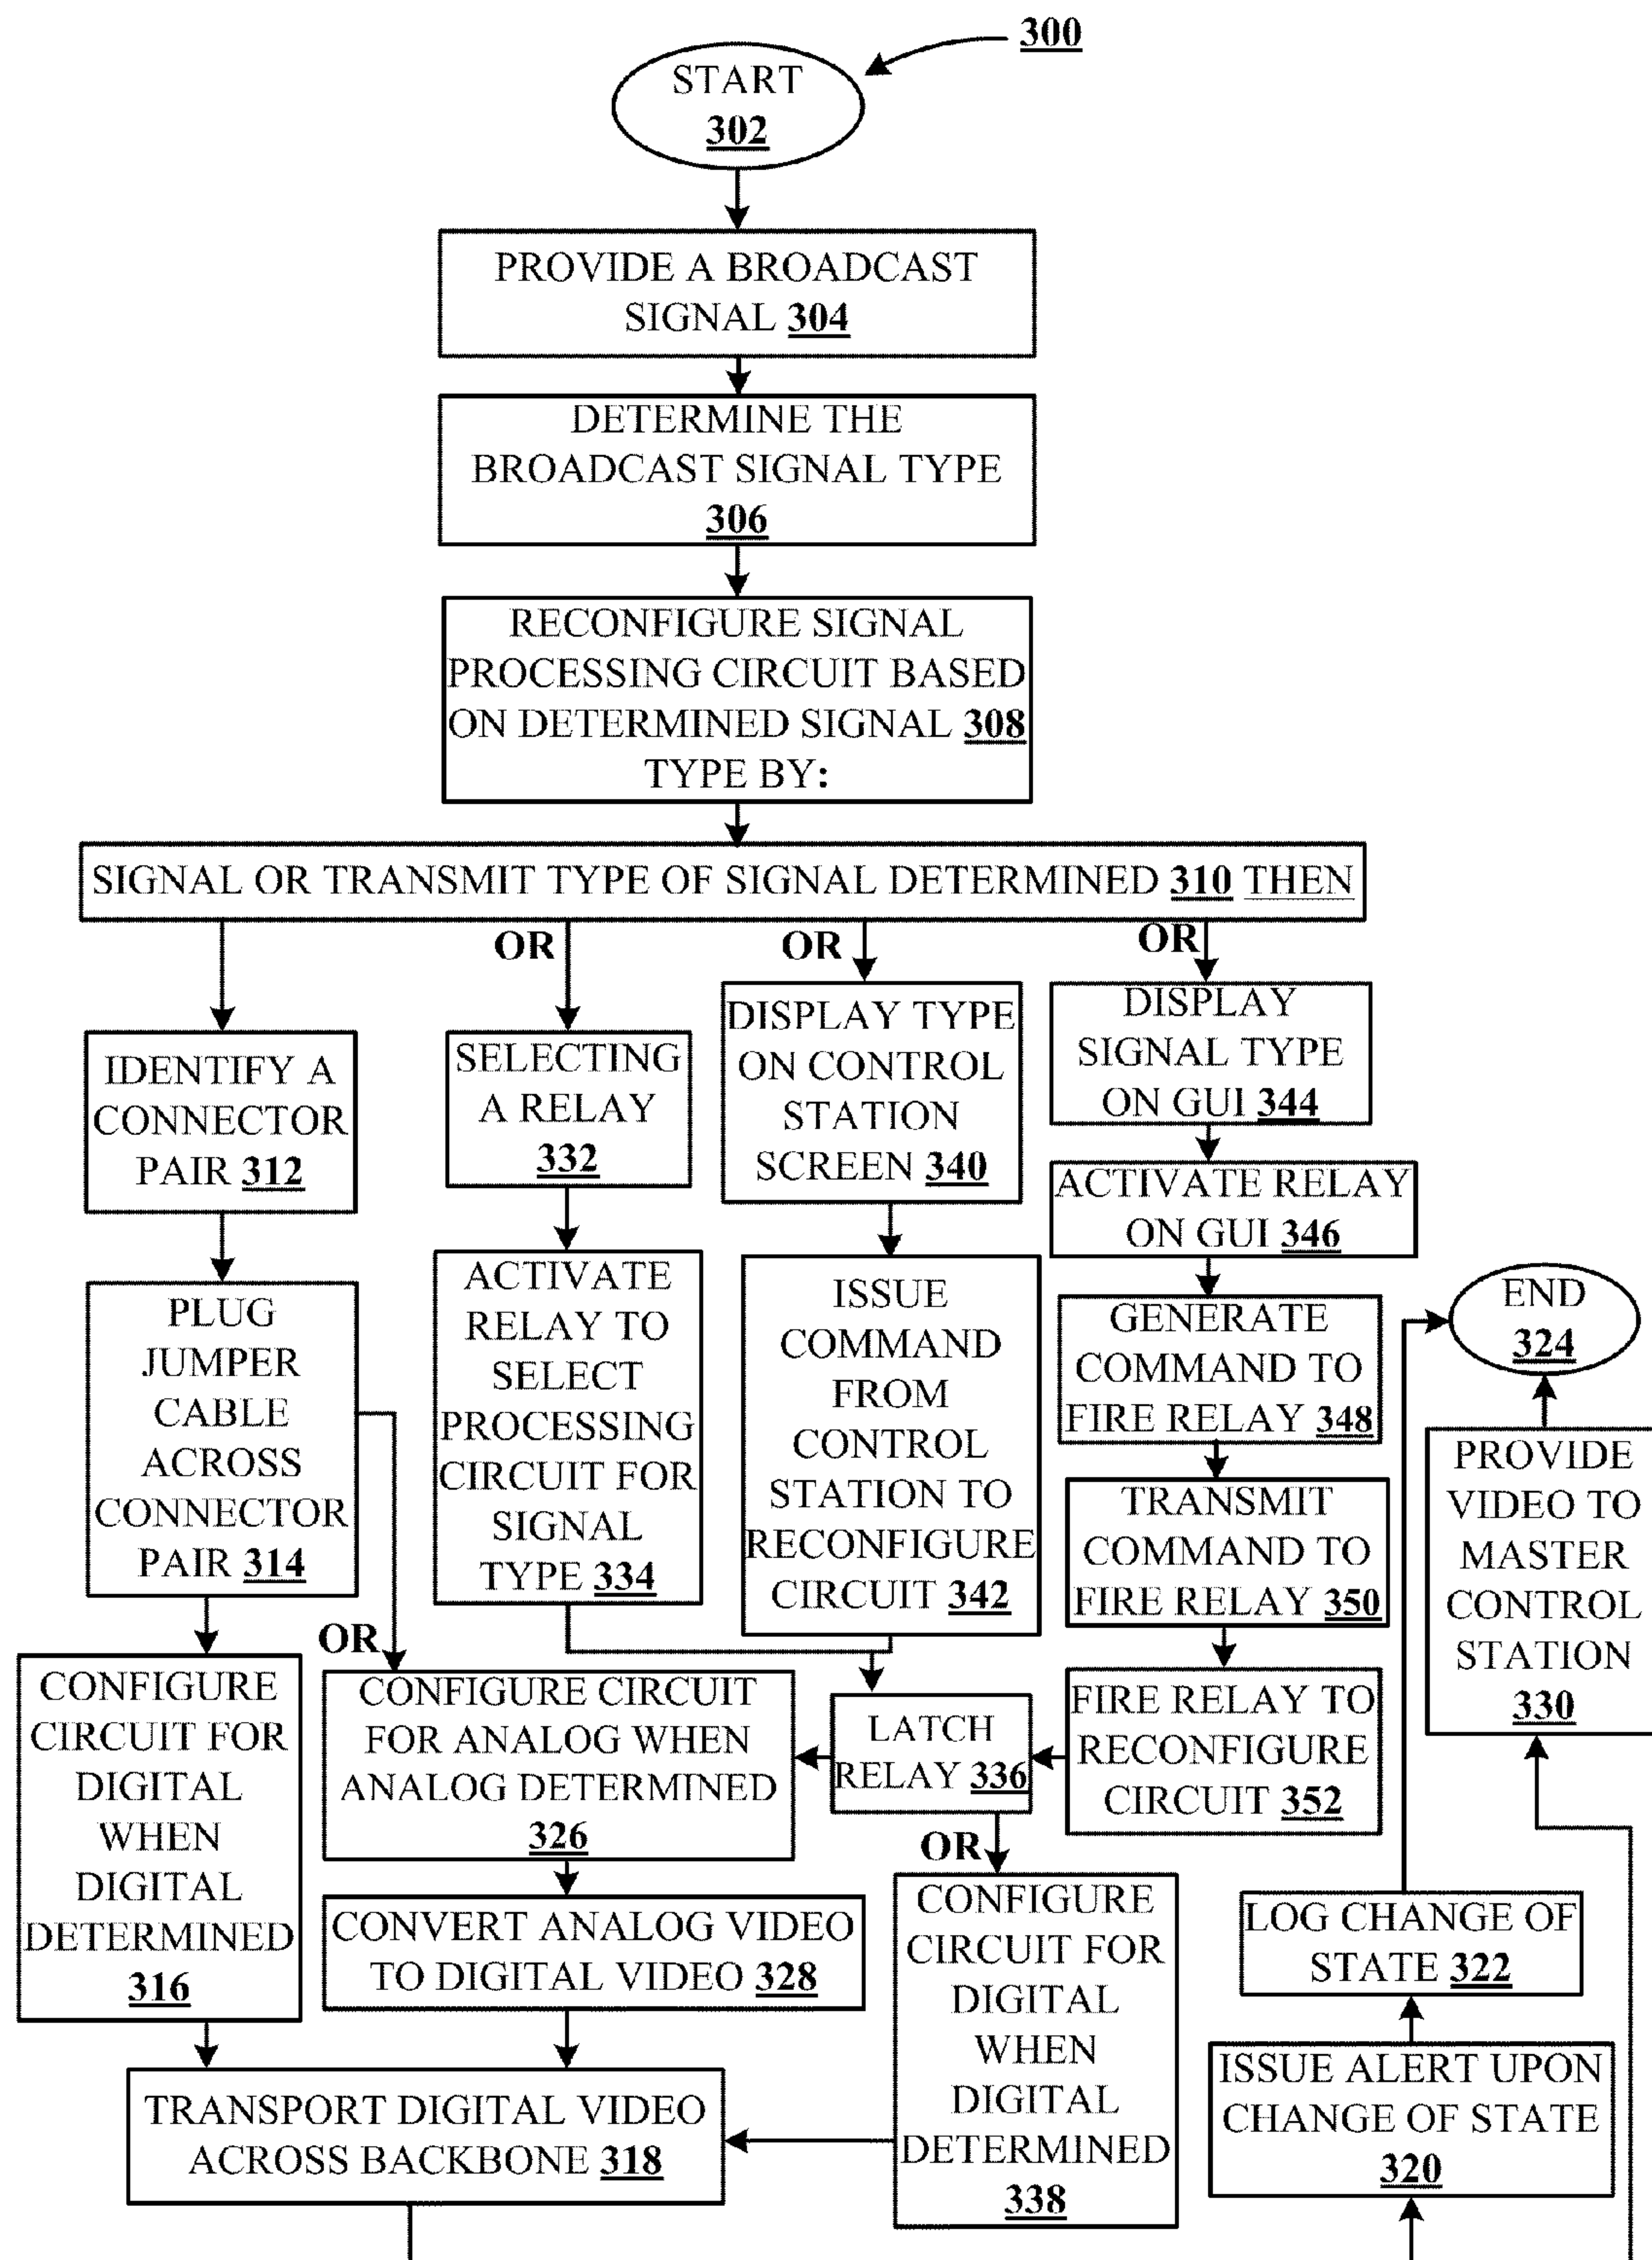 300
START
302
PROVIDE A BROADCAST
SIGNAL 304
DETERMINE THE
BROADCAST SIGNAL TYPE
306
RECONFIGURE SIGNAL
PROCESSING CIRCUIT BASED
ON DETERMINED SIGNAL 308
TYPE BY:
SIGNAL OR TRANSMIT TYPE OF SIGNAL DETERMINED 310 THEN
OR
OR
OR
IDENTIFY A
CONNECTOR
PAIR 312
PLUG
JUMPER
CABLE
ACROSS
CONNECTOR
PAIR 314
OR
CONFIGURE
CIRCUIT FOR
DIGITAL
WHEN
DIGITAL
DETERMINED
316
SELECTING
A RELAY
332
ACTIVATE
RELAY TO
SELECT
PROCESSING
CIRCUIT FOR
SIGNAL
TYPE 334
DISPLAY TYPE
ON CONTROL
STATION
SCREEN 340
ISSUE
COMMAND
FROM
CONTROL
STATION TO
RECONFIGURE
CIRCUIT 342
DISPLAY
SIGNAL TYPE
ON GUI 344
ACTIVATE RELAY
ON GUI 346
GENERATE
COMMAND TO
FIRE RELAY 348
TRANSMIT
COMMAND TO
FIRE RELAY 350
FIRE RELAY TO
RECONFIGURE
CIRCUIT 352
LATCH
RELAY 336
OR
CONFIGURE CIRCUIT
FOR ANALOG WHEN
ANALOG DETERMINED
326
CONVERT ANALOG VIDEO
TO DIGITAL VIDEO 328
CONFIGURE
CIRCUIT FOR
DIGITAL
WHEN
DIGITAL
DETERMINED
338
TRANSPORT DIGITAL VIDEO
ACROSS BACKBONE 318
END
324
PROVIDE
VIDEO TO
MASTER
CONTROL
STATION
330
LOG CHANGE OF
STATE 322
ISSUE ALERT UPON
CHANGE OF STATE
320